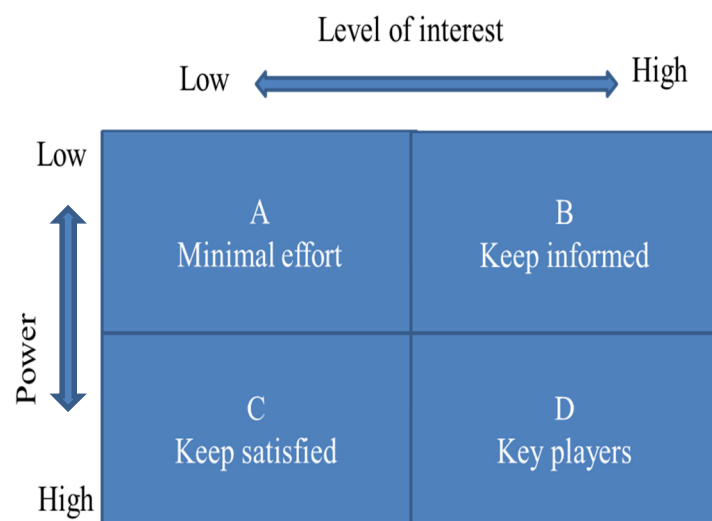 Level of interest
Low
High
Low
A
Minimal effort
B
Keep informed
Power
C
Keep satisfied
D
Key players
High